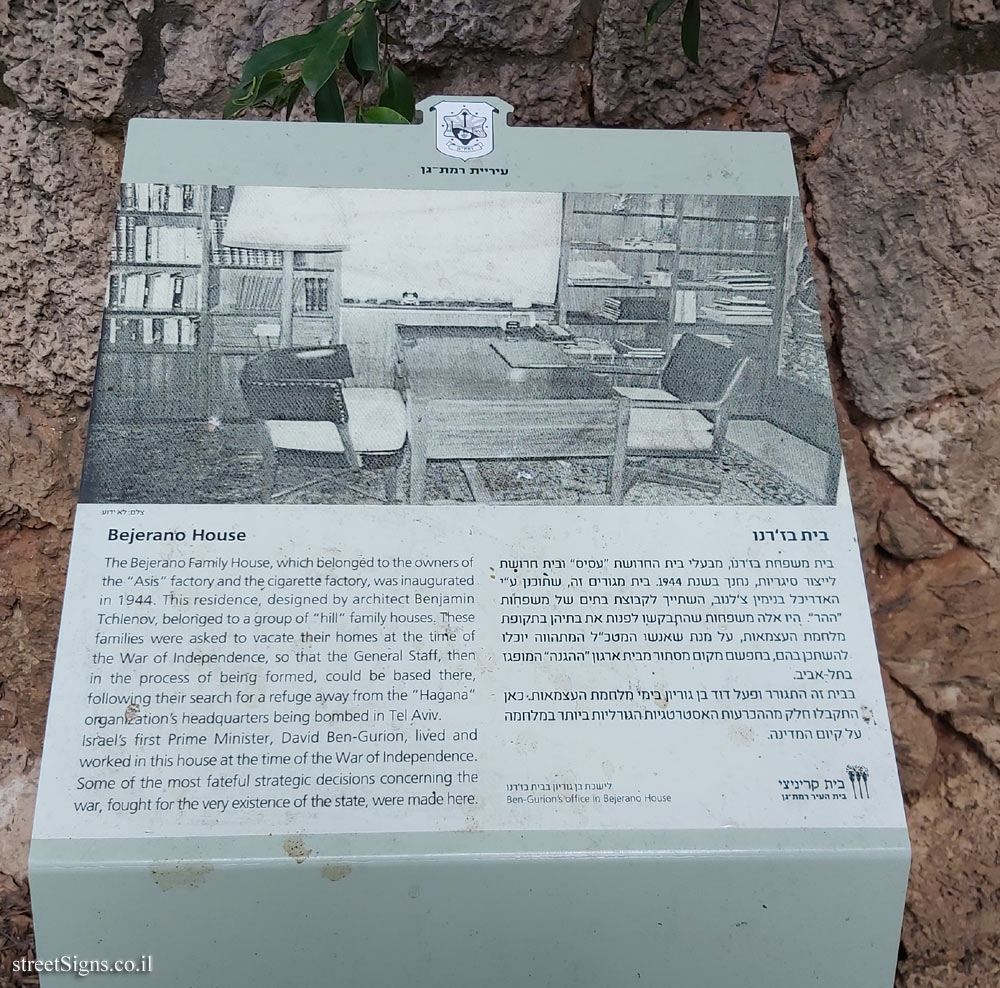 עיריית רמת-גן
צלם: לא ידוע
Bejerano House
The Bejerano Family House, which belonged to the owners of
the "Asis" factory and the cigarette factory, was inaugurated
in 1944. This residence, designed by architect Benjamin
Tchlenov, belonged to a group of "hill" family houses. These
families were asked to vacate their homes at the time of
the War of Independence, so that the General Staff, then
in the process of being formed, could be based there,
following their search for a refuge away from the "Hagana"
organization's headquarters being bombed in Tel Aviv.
Israel's first Prime Minister, David Ben-Gurion, lived and
worked in this house at the time of the War of Independence.
Some of the most fateful strategic decisions concerning the
war, fought for the very existence of the state, were made here.
בית בז'רנו
בית משפחת בז'רנו, מבעלי בית החרושת "עסיס" ובית חרושת
לייצור סיגריות, נחנך בשנת 1944. בית מגורים זה, שתוכנן ע"י
האדריכל בנימין צ'לנוב, השתייך לקבוצת בתים של משפחות
"ההר". היו אלה משפחות שהתבקשו לפנות את בתיהן בתקופת
מלחמת העצמאות, על מנת שאנשי המטכ"ל המתהווה יוכלו
להשתכן בהם, בחפשם מקום מסתור מבית ארגון "ההגנה" המופגז
בתל-אביב.
בבית זה התגורר ופעל דוד בן גוריון בימי מלחמת העצמאות. כאן
התקבלו חלק מההכרעות האסטרטגיות הגורליות ביותר במלחמה
על קיום המדינה.
לישכת בן גוריון בבית בז'רנו
Ben-Gurion's office in Bejerano House
בית קריניצי
בית העיר רמת-גן
streetSigns.co.il